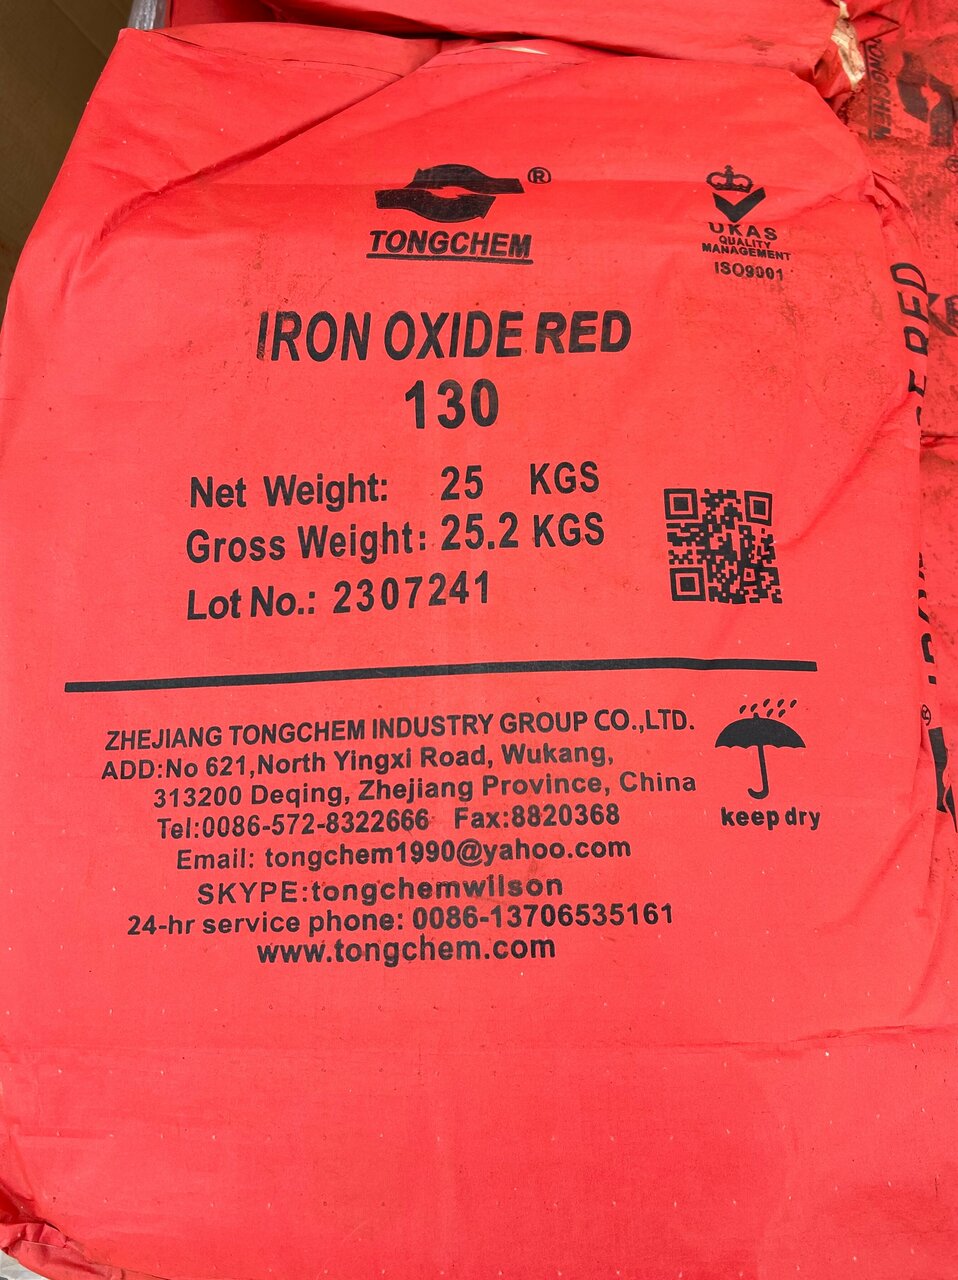 TONGCHEM
®
UKAS
QUALITY
MANAGEMENT
ISO9001
IRON OXIDE RED
130
Net Weight: 25 KGS
Gross Weight: 25.2 KGS
Lot No.: 2307241
ZHEJIANG TONGCHEM INDUSTRY GROUP CO.,LTD.
ADD:No 621,North Yingxi Road, Wukang,
313200 Deqing, Zhejiang Province, China
Tel:0086-572-8322666 Fax:8820368
Email: tongchem1990@yahoo.com
SKYPE:tongchemwilson
24-hr service phone: 0086-13706535161
www.tongchem.com
keep dry
TONGCHEM
RED